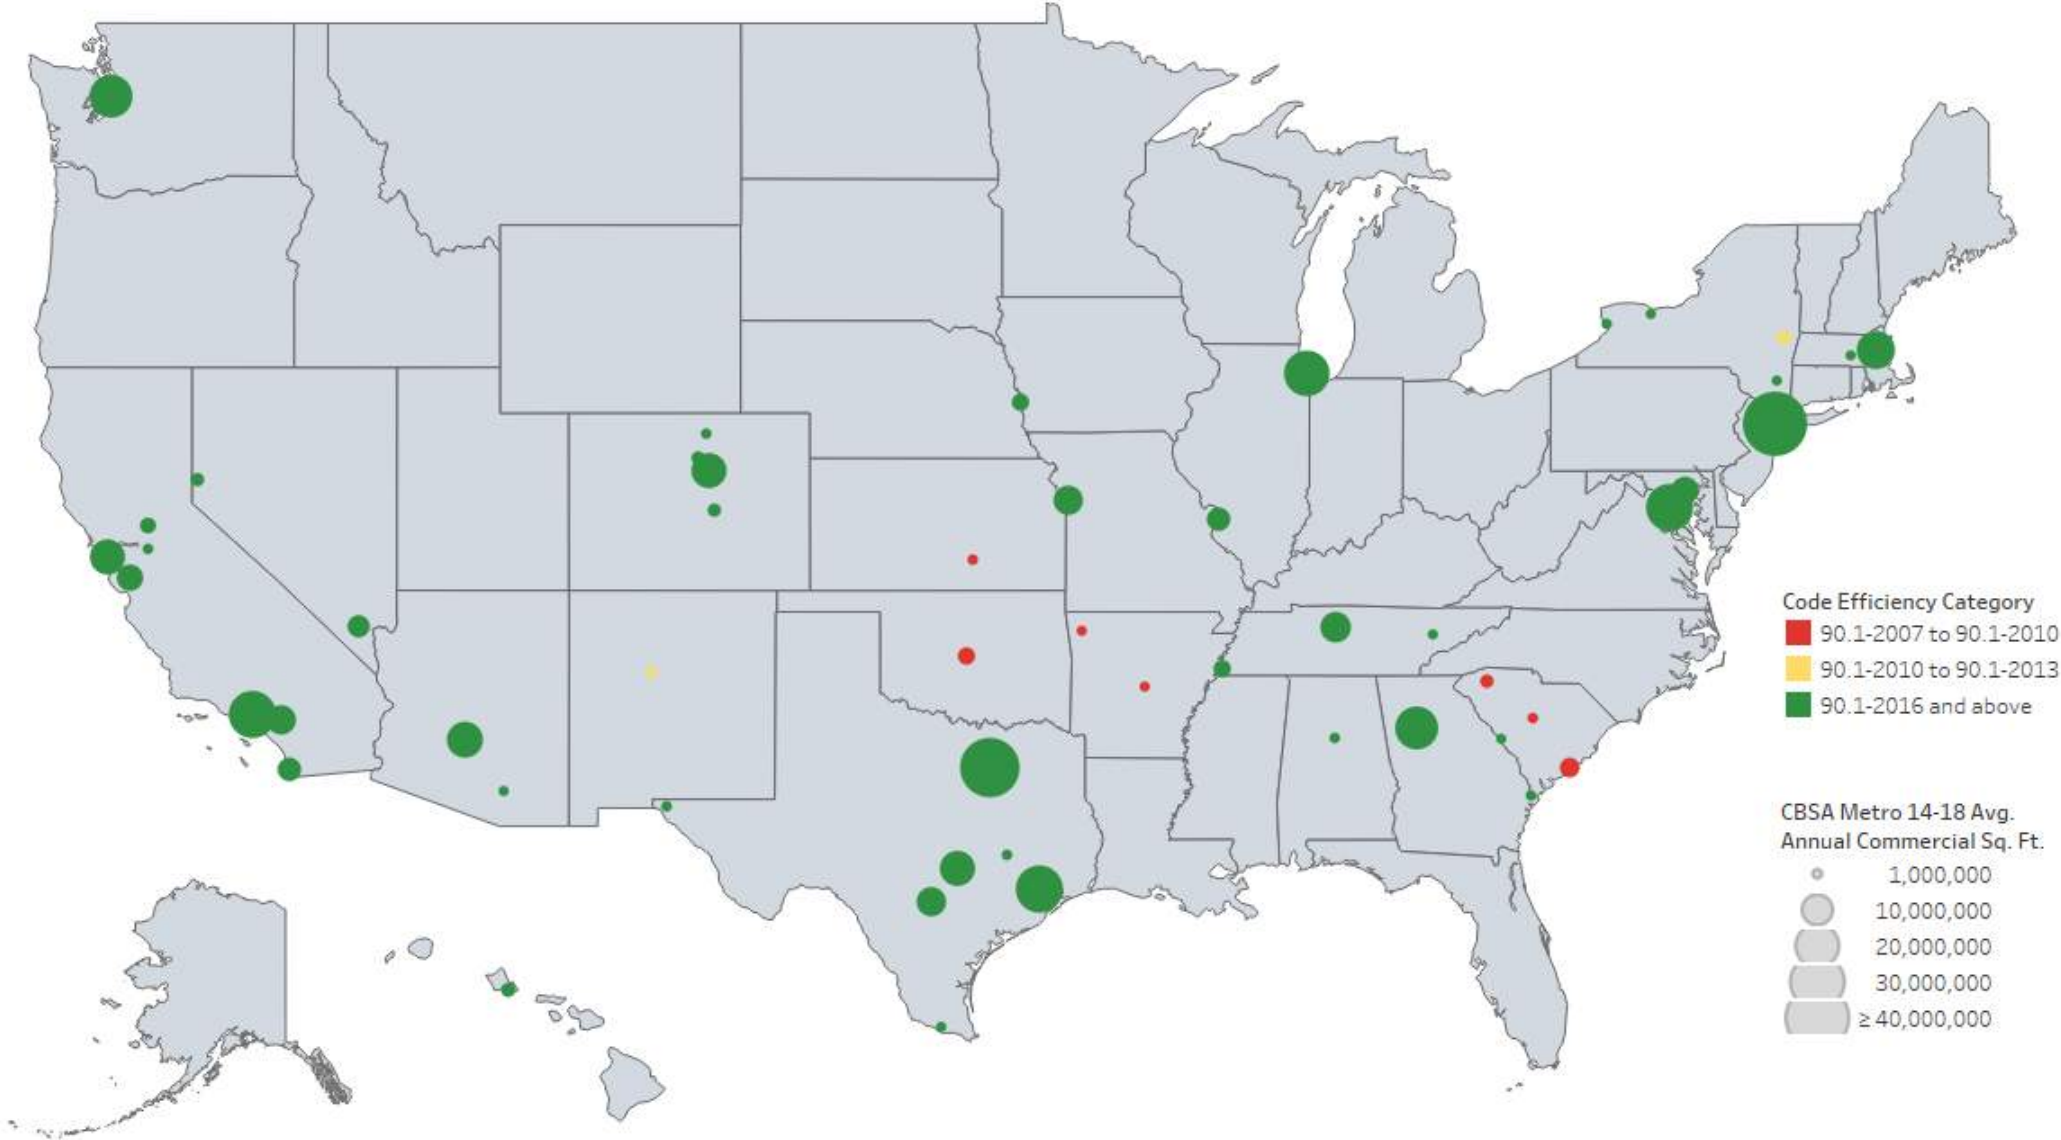 Code Efficiency Category
90.1-2007 to 90.1-2010
90.1-2010 to 90.1-2013
90.1-2016 and above
CBSA Metro 14-18 Avg.
Annual Commercial Sq. Ft.
1,000,000
10,000,000
20,000,000
30,000,000
≥ 40,000,000